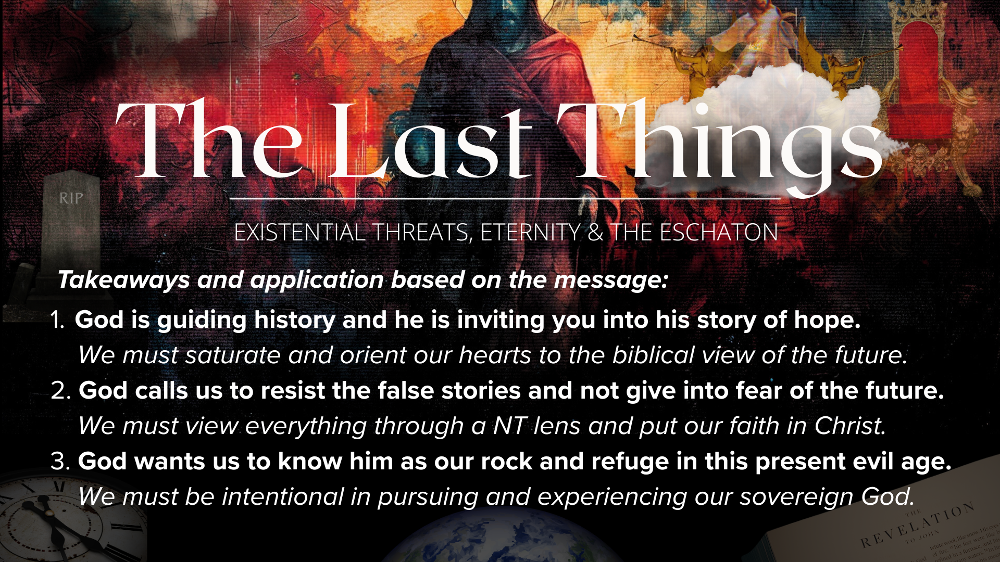 The Last Things
RIP
EXISTENTIAL THREATS, ETERNITY & THE ESCHATON
Takeaways and application based on the message:
1. God is guiding history and he is inviting you into his story of hope.
We must saturate and orient our hearts to the biblical view of the future.
2. God calls us to resist the false stories and not give into fear of the future.
We must view everything through a NT lens and put our faith in Christ.
3. God wants us to know him as our rock and refuge in this present evil age.
We must be intentional in pursuing and experiencing our sovereign God.
THE
REVELATION
TO JOHN